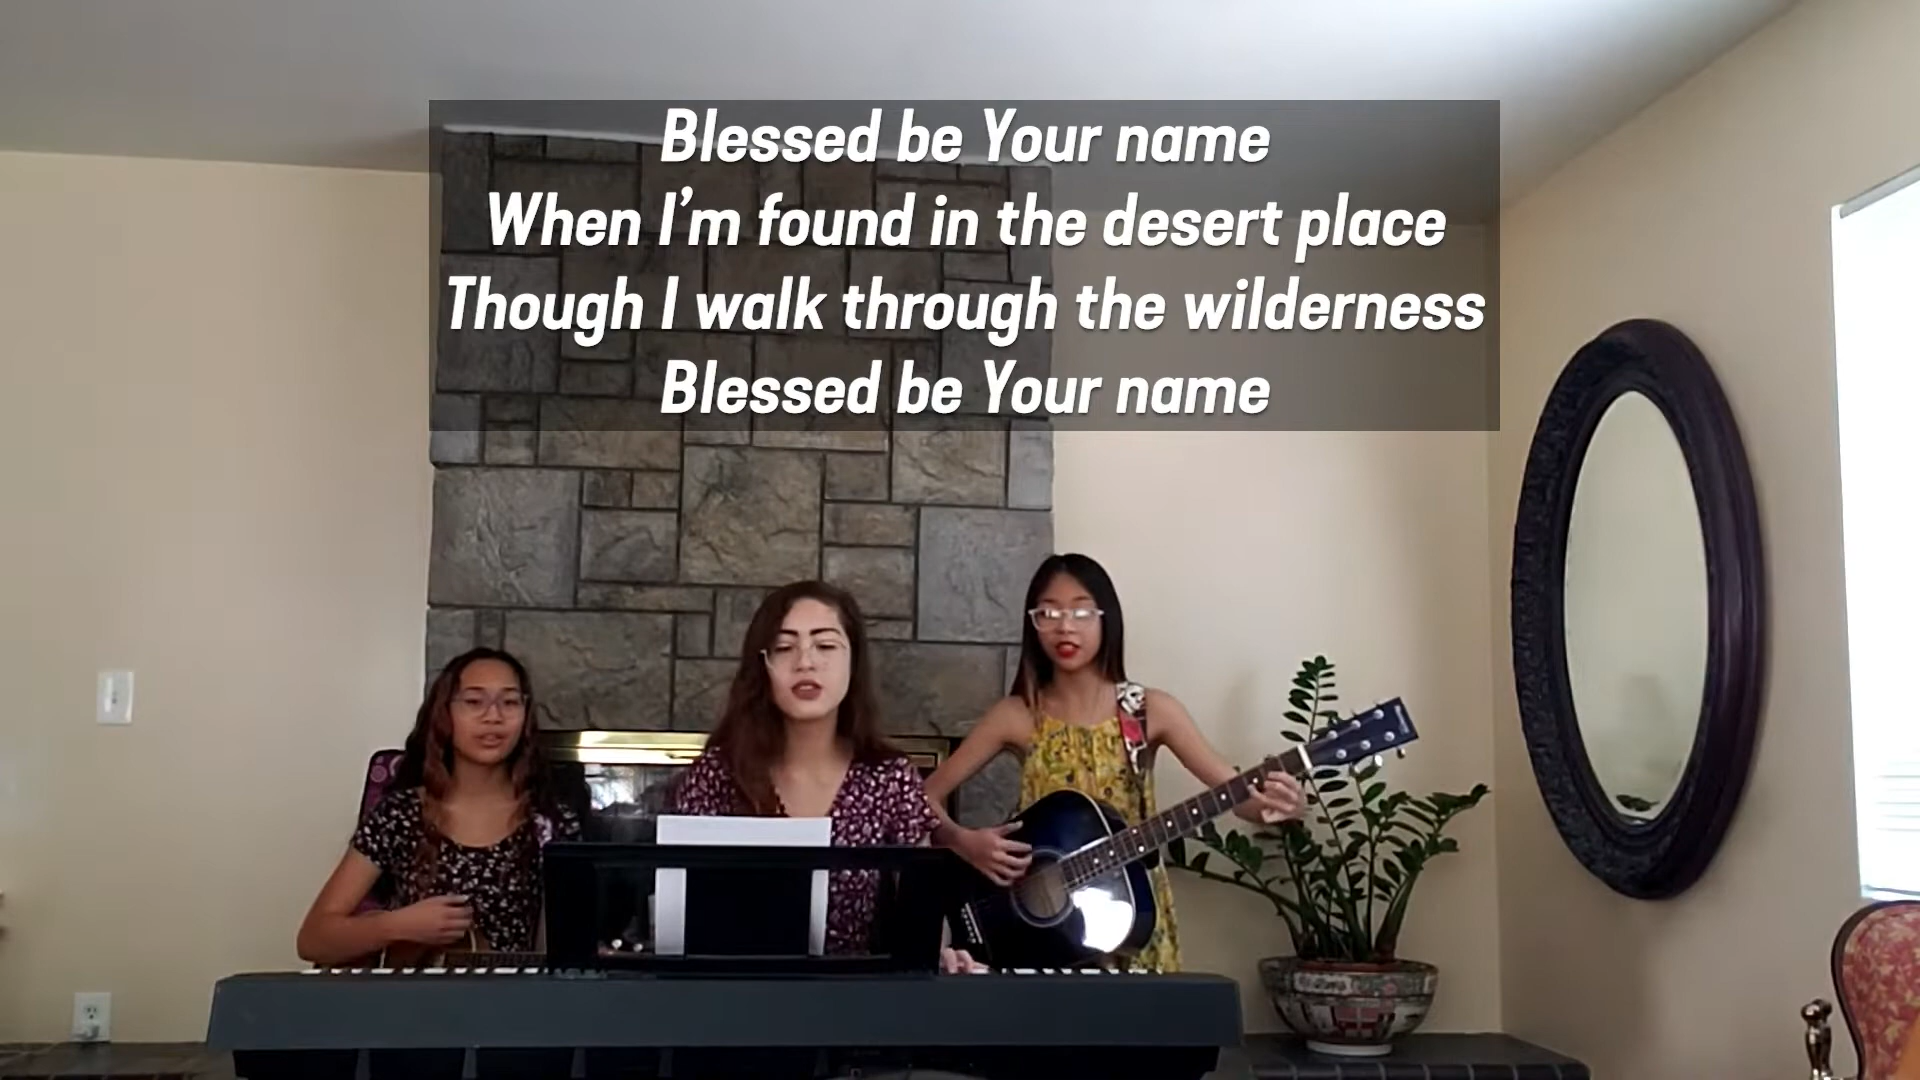 Blessed be Your name
When I’m found in the desert place
Though I walk through the wilderness
Blessed be Your name